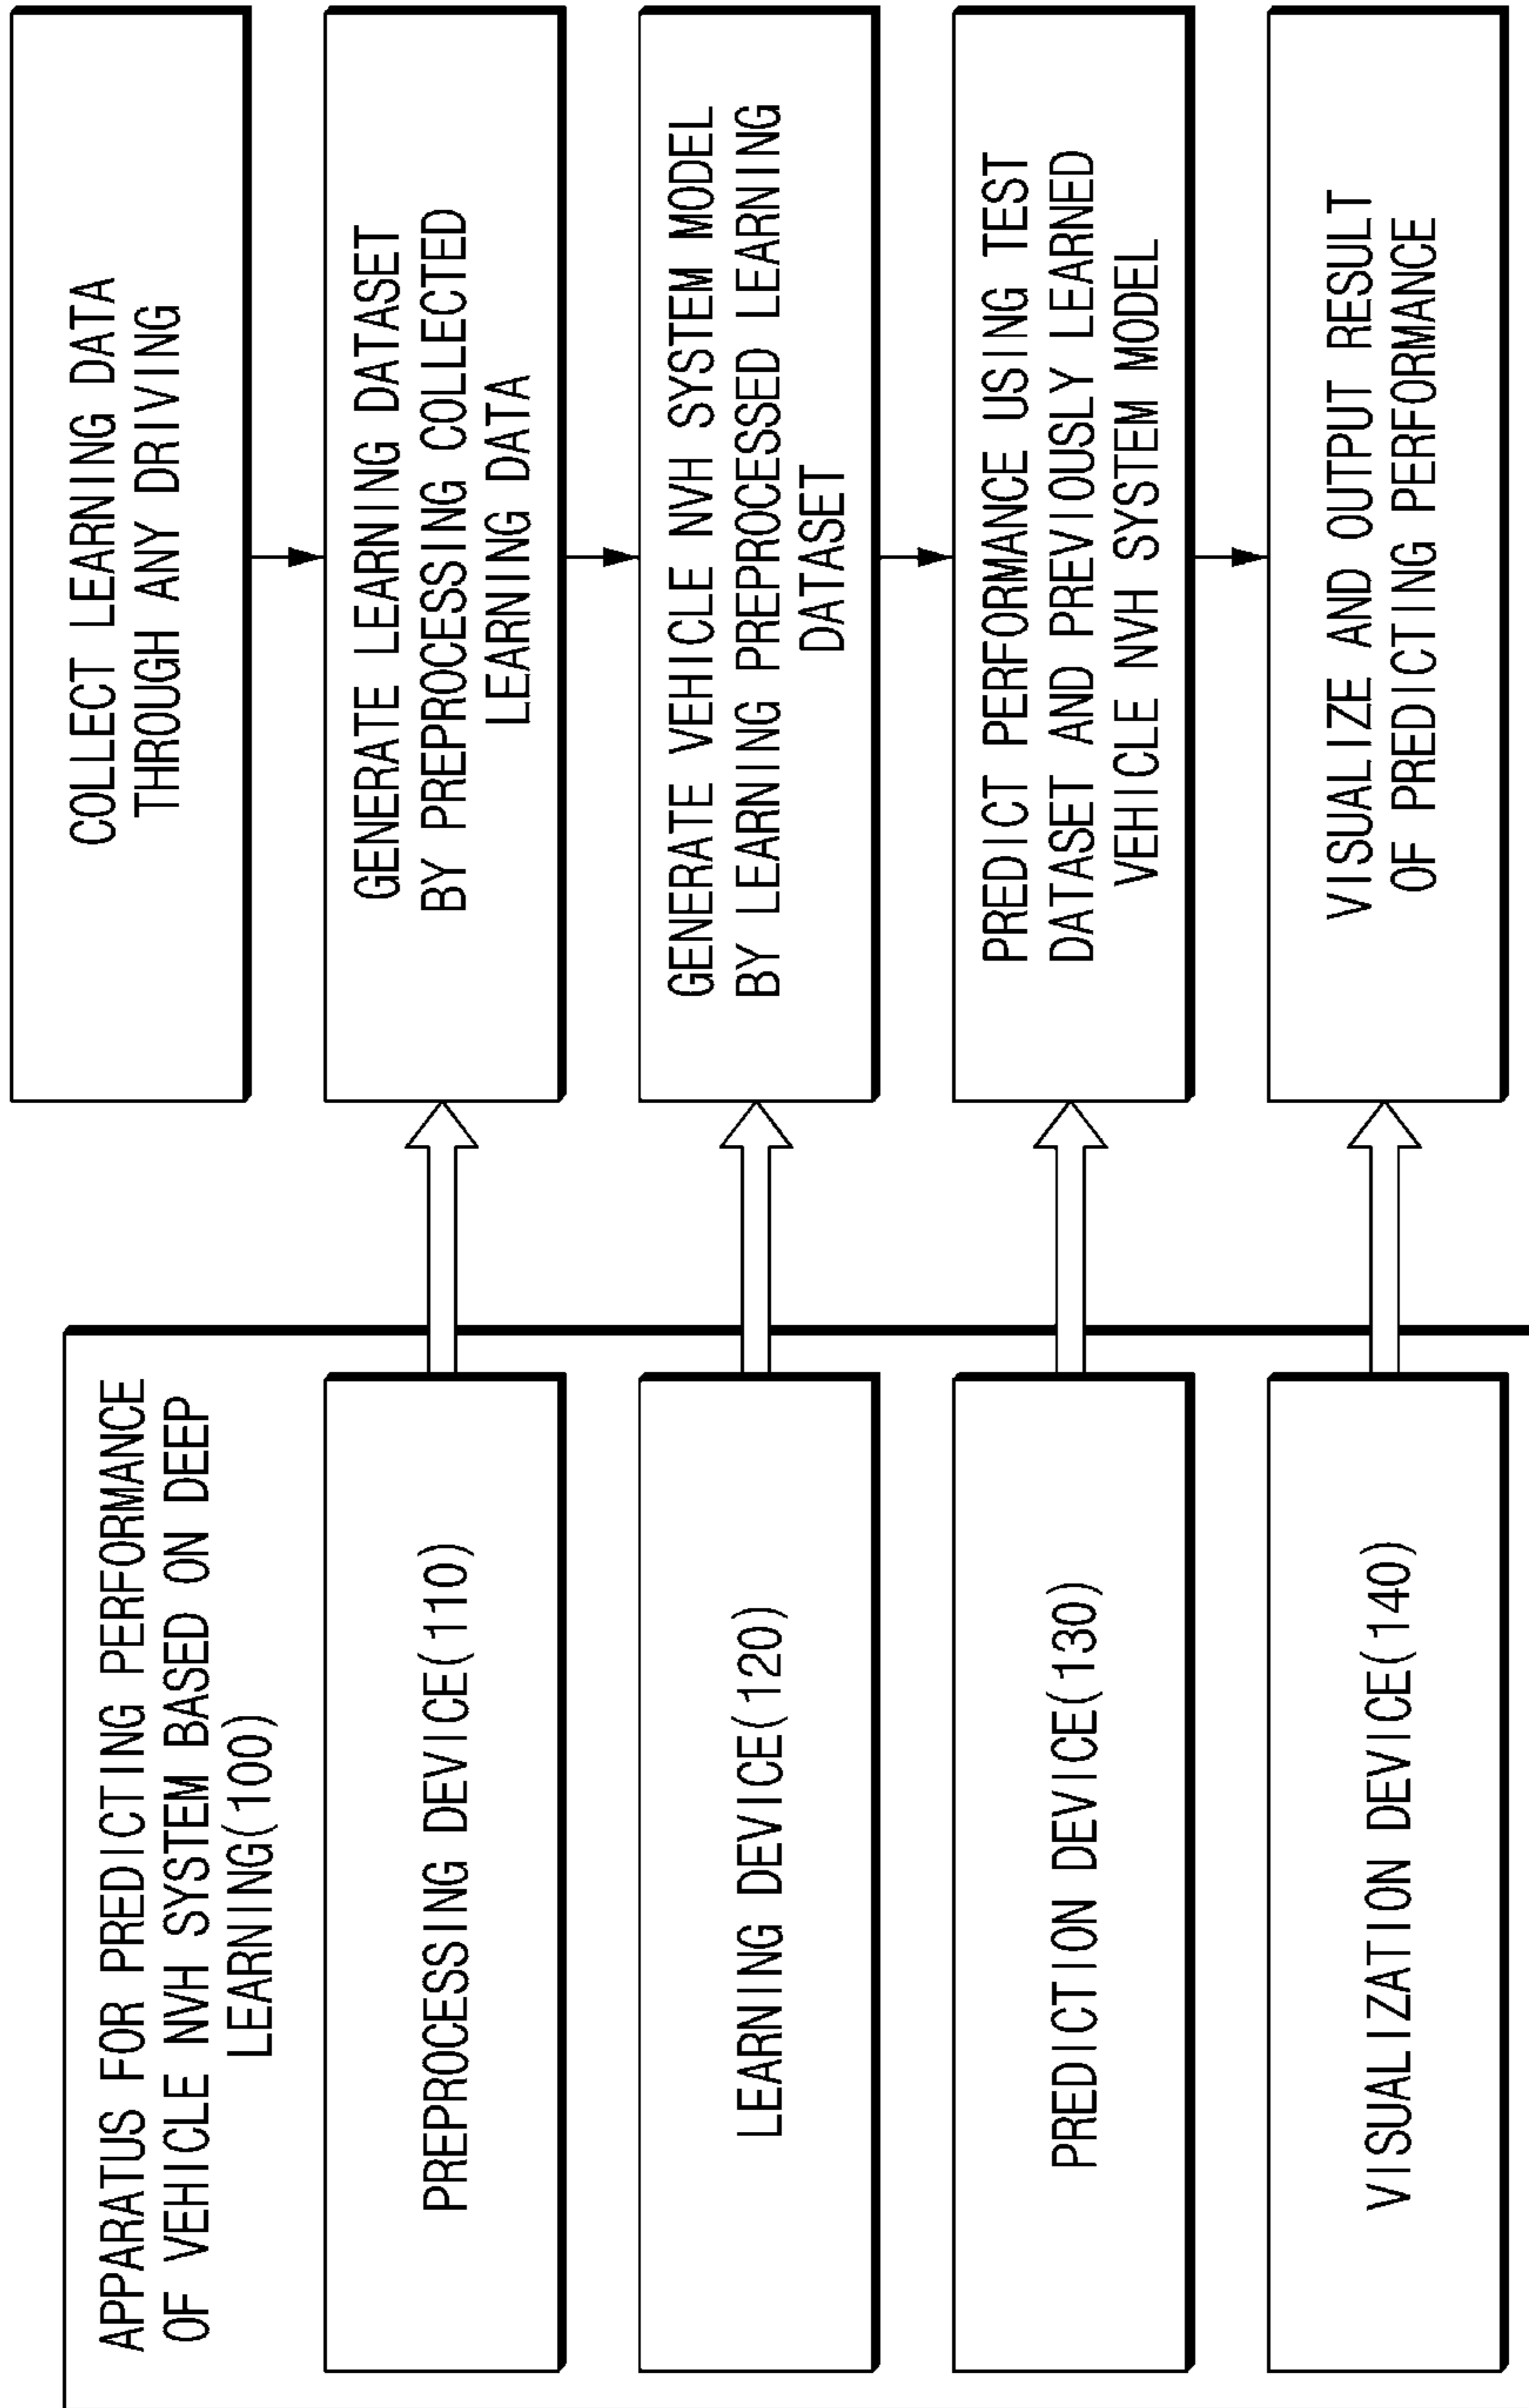 APPARATUS FOR PREDICTING PERFORMANCE
OF VEHICLE NVH SYSTEM BASED ON DEEP
LEARNING(100)
PREPROCESSING DEVICE(110)
LEARNING DEVICE(120)
PREDICTION DEVICE(130)
VISUALIZATION DEVICE(140)
COLLECT LEARNING DATA
THROUGH ANY DRIVING
GENERATE LEARNING DATASET
BY PREPROCESSING COLLECTED
LEARNING DATA
GENERATE VEHICLE NVH SYSTEM MODEL
BY LEARNING PREPROCESSED LEARNING
DATASET
PREDICT PERFORMANCE USING TEST
DATASET AND PREVIOUSLY LEARNED
VEHICLE NVH SYSTEM MODEL
VISUALIZE AND OUTPUT RESULT
OF PREDICTING PERFORMANCE